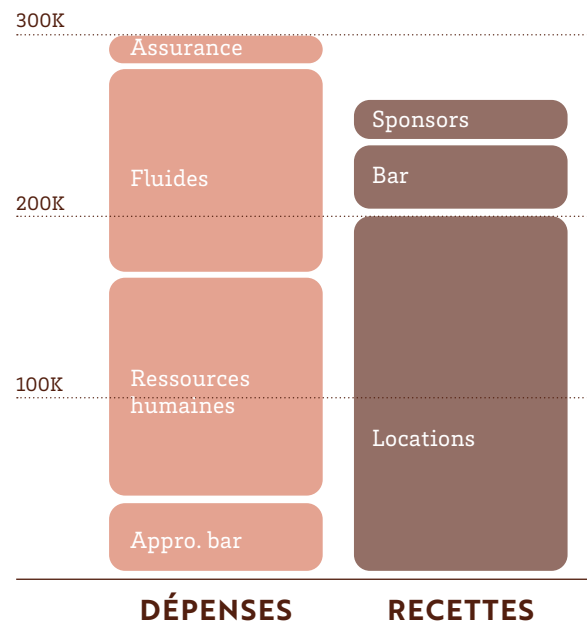 300K
Assurance
Sponsors
Fluides
Bar
200K
Ressources
humaines
100K
Locations
Appro. bar
DÉPENSES
RECETTES